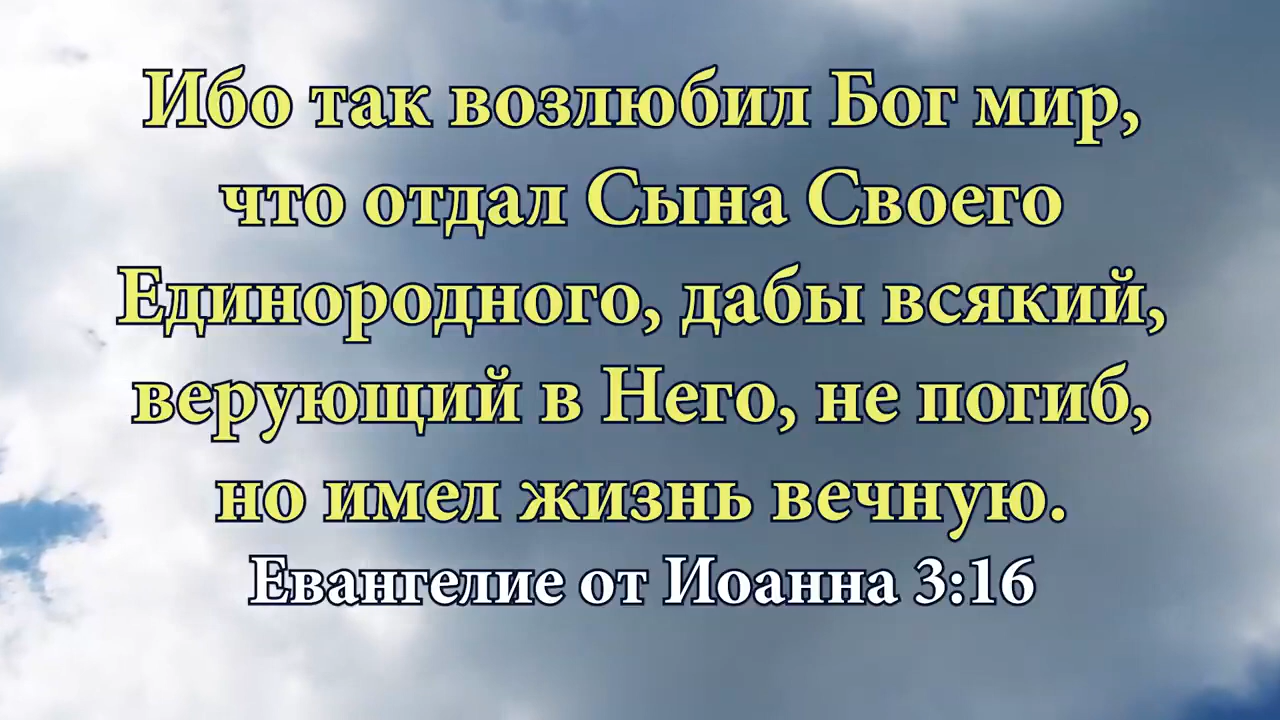 Ибо так возлюбил Бог мир,
что отдал Сына Своего
Единородного, дабы всякий,
верующий в Него, не погиб,
но имел жизнь вечную.
Евангелие от Иоанна 3:16